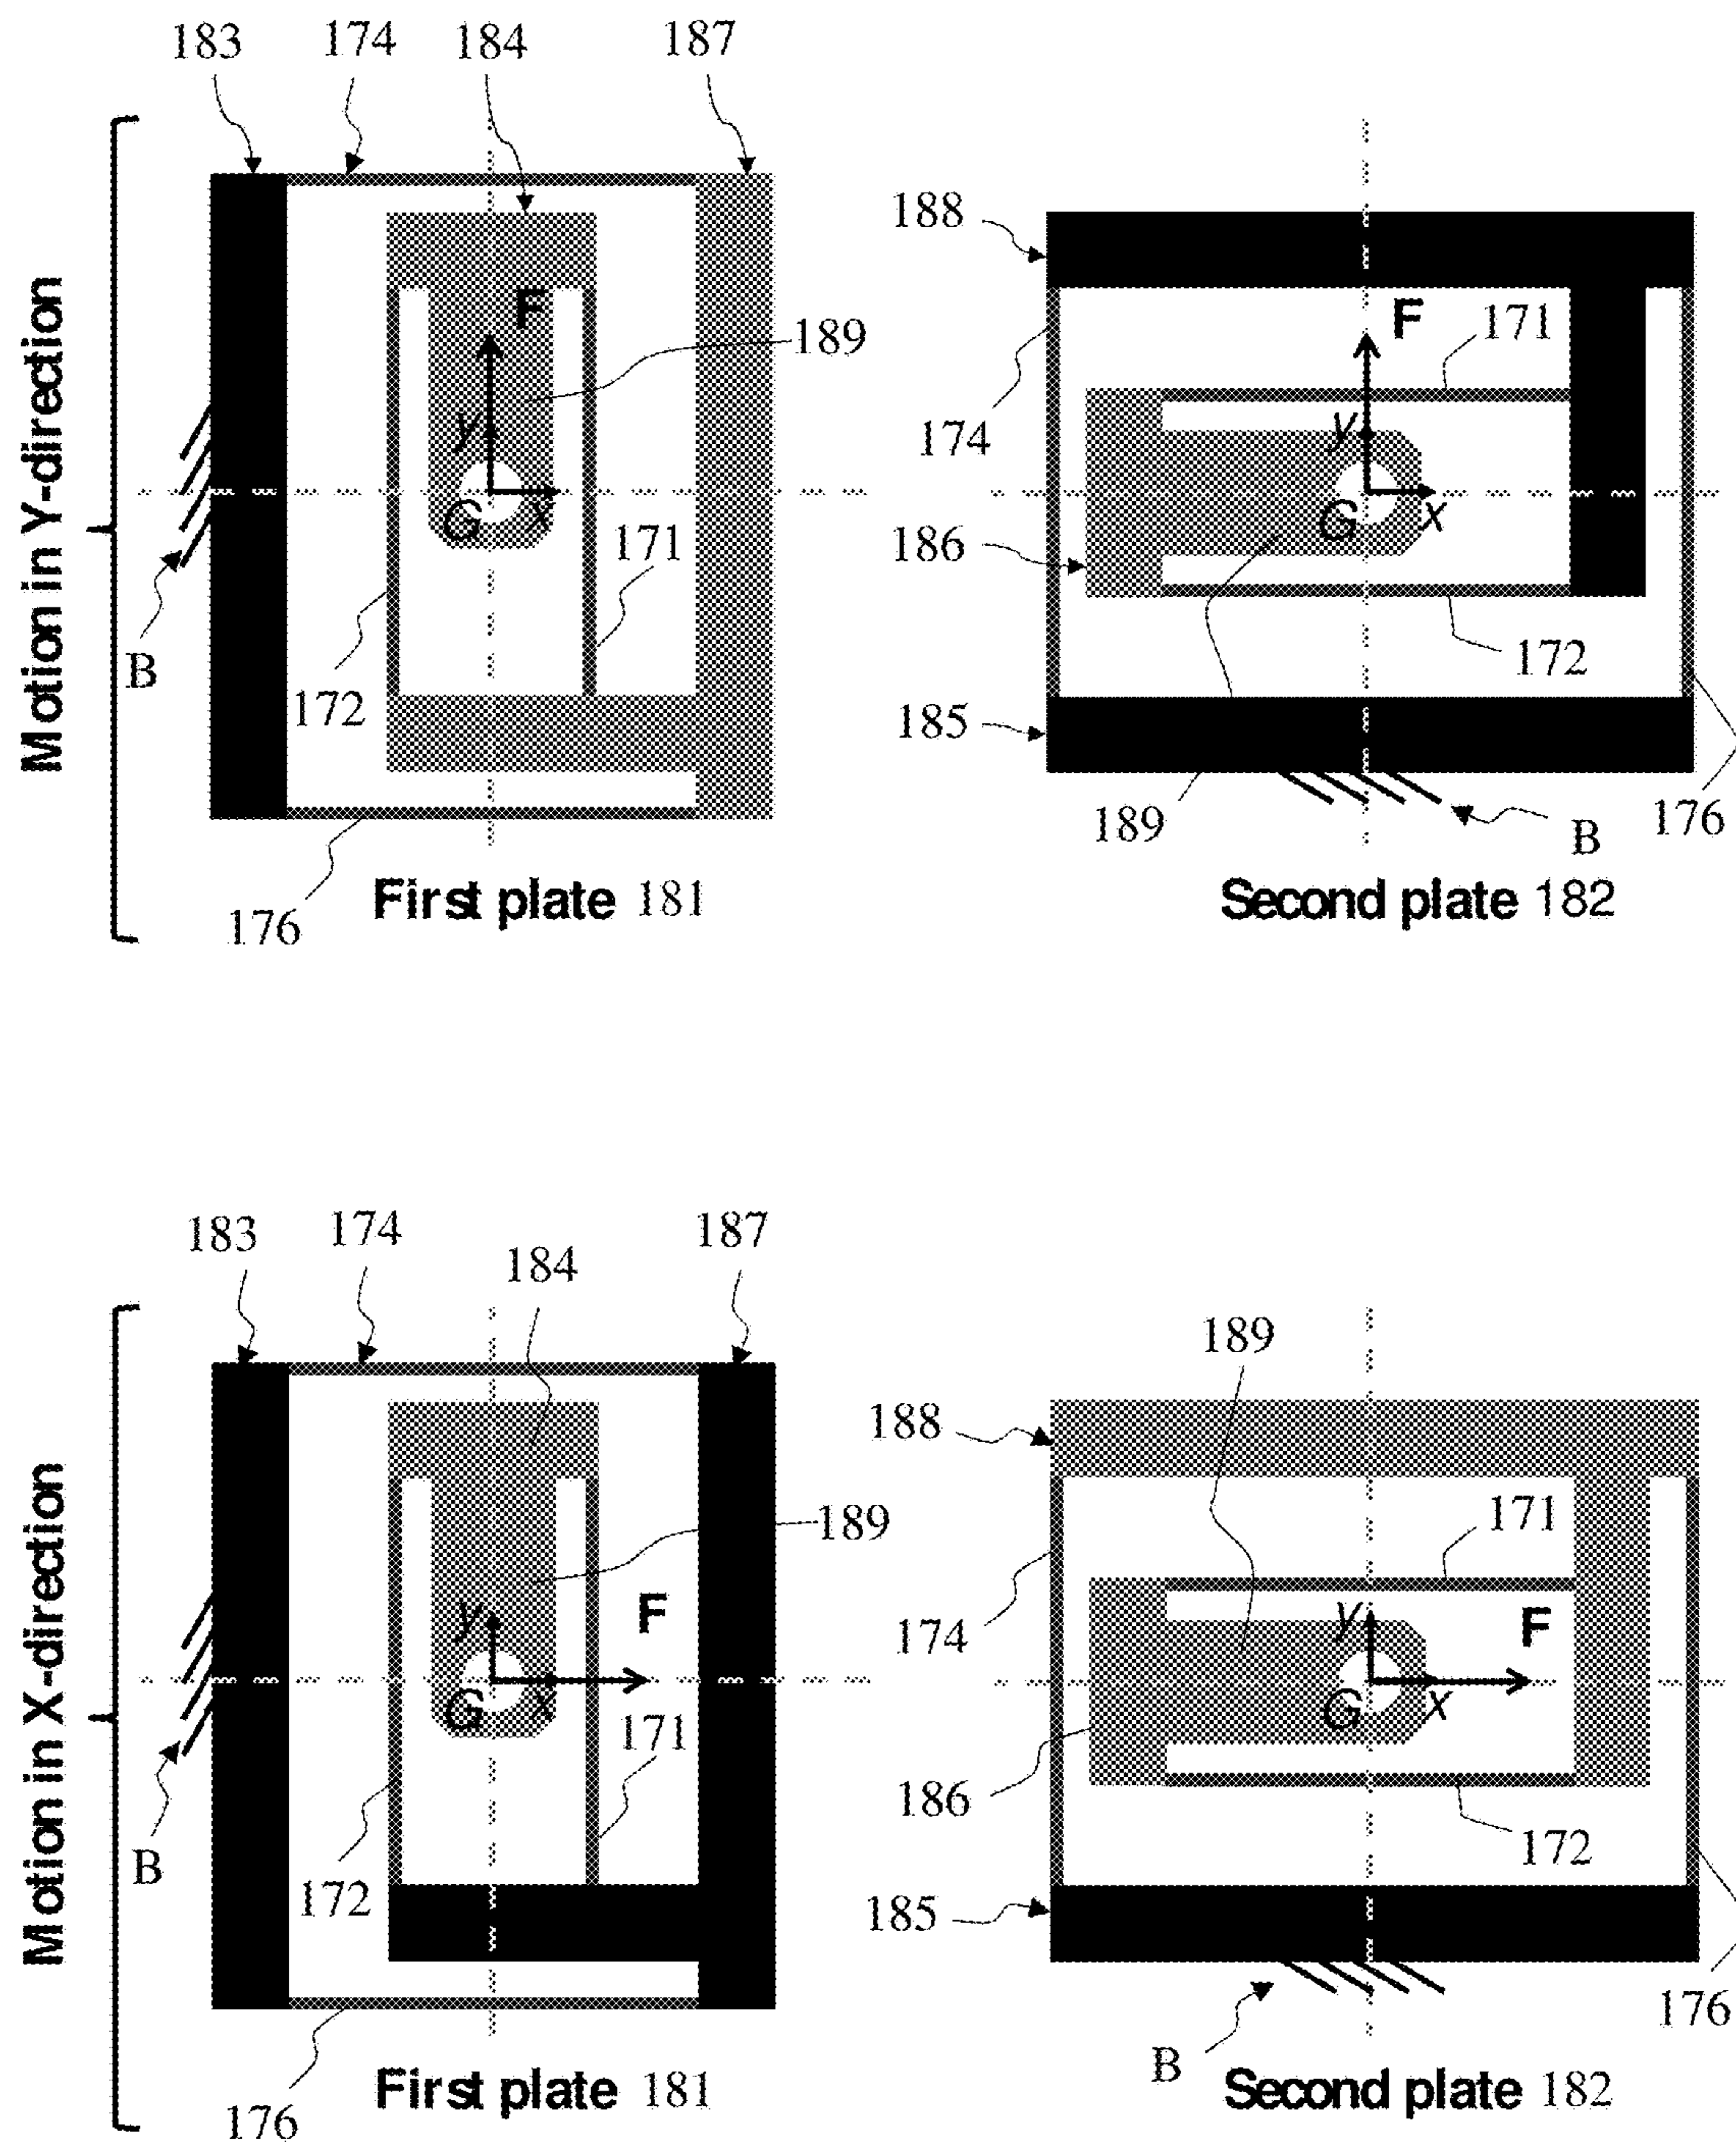 183 174 184 187
Motion in Y-direction
188
F
189
F
171
y
G
x
171
y
G
x
174
186
B
172
172
185
189
B
176
176
First plate 181
Second plate 182
183 174 184 187
Motion in X-direction
189
188
189
171
F
F
y
G
x
y
G
x
174
171
186
B
172
172
185
176
B
176
First plate 181
Second plate 182